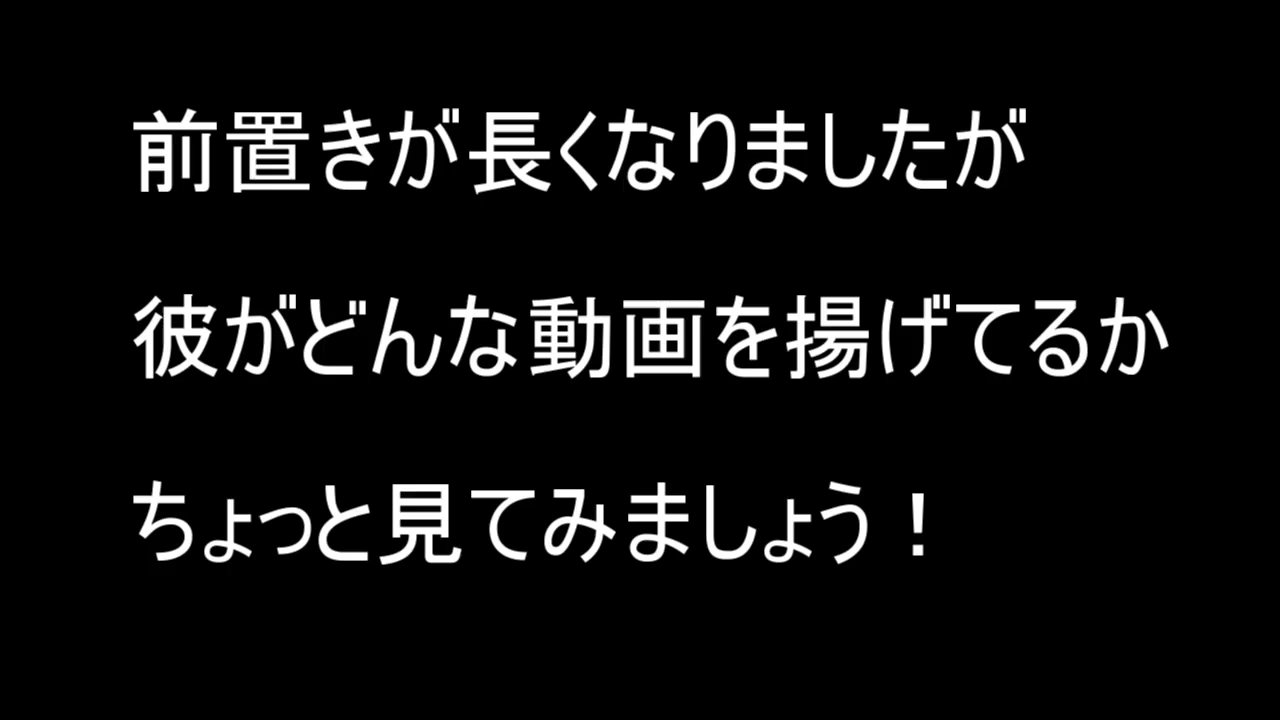 前置きが長くなりましたが
彼がどんな動画を揚げてるか
ちょっと見てみましょう！